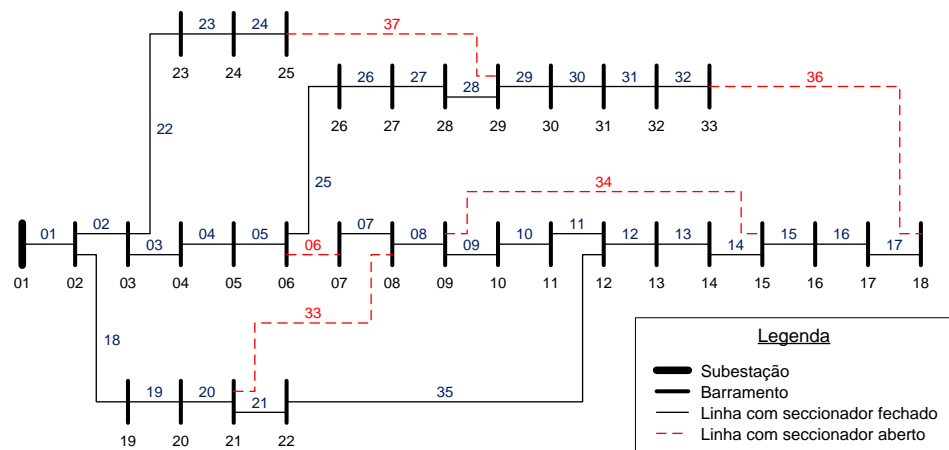 23 24 37
23 24 25
26 27 28 29 30 31 32 36
26 27 28 29 30 31 32 33
22
25
34
01 02 03 04 05 06 07 08 09 10 11 12 13 14 15 16 17
01 02 03 04 05 06 07 08 09 10 11 12 13 14 15 16 17 18
33
18
19 20 21 35
19 20 21 22
Legenda
Subestação
Barramento
Linha com seccionador fechado
Linha com seccionador aberto